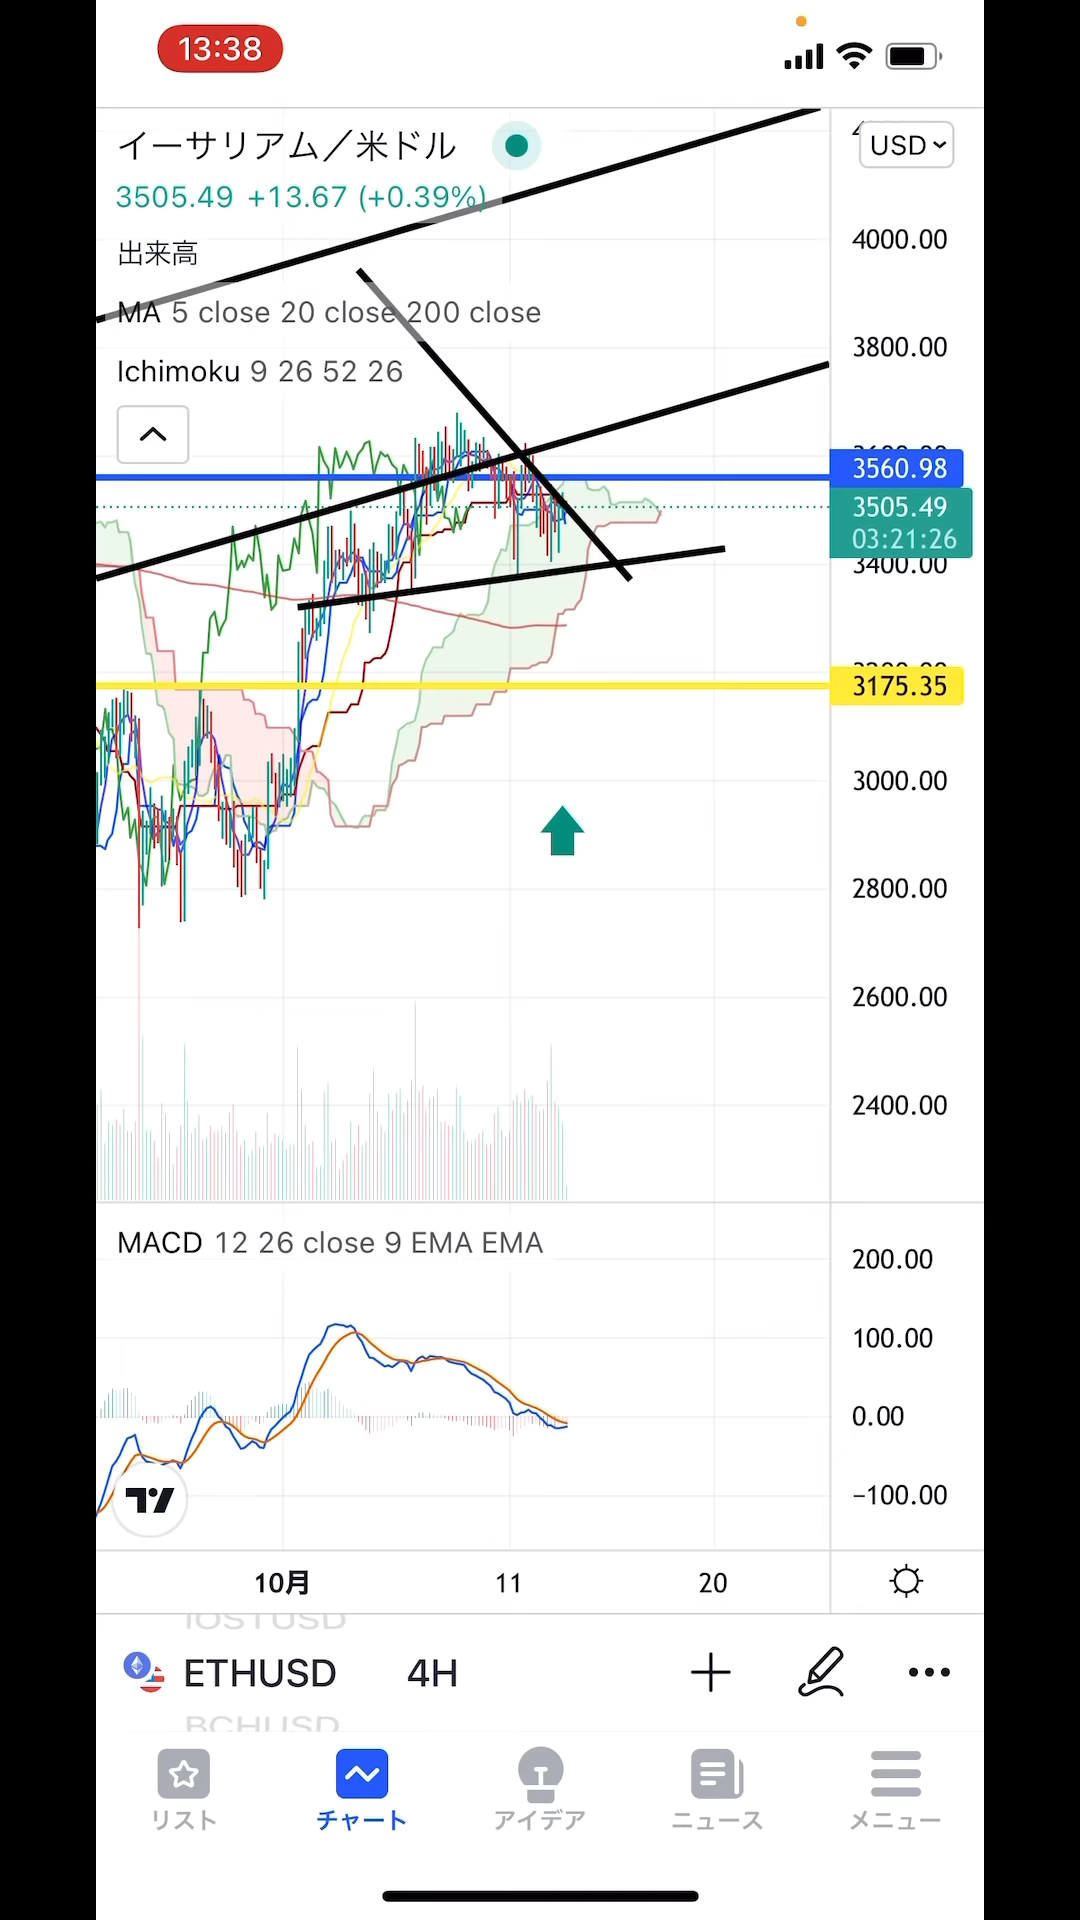 13:38
イーサリアム／米ドル
USD
3505.49 +13.67 (+0.39%)
4000.00
出来高
MA 5 close 20 close 200 close
3800.00
Ichimoku 9 26 52 26
3560.98
3505.49
03:21:26
3400.00
3175.35
3000.00
2800.00
2600.00
2400.00
MACD 12 26 close 9 EMA EMA
200.00
100.00
0.00
−100.00
10月 11 20
IOSTUSD
ETHUSD 4H
BCHUSD
リスト チャート アイデア ニュース メニュー